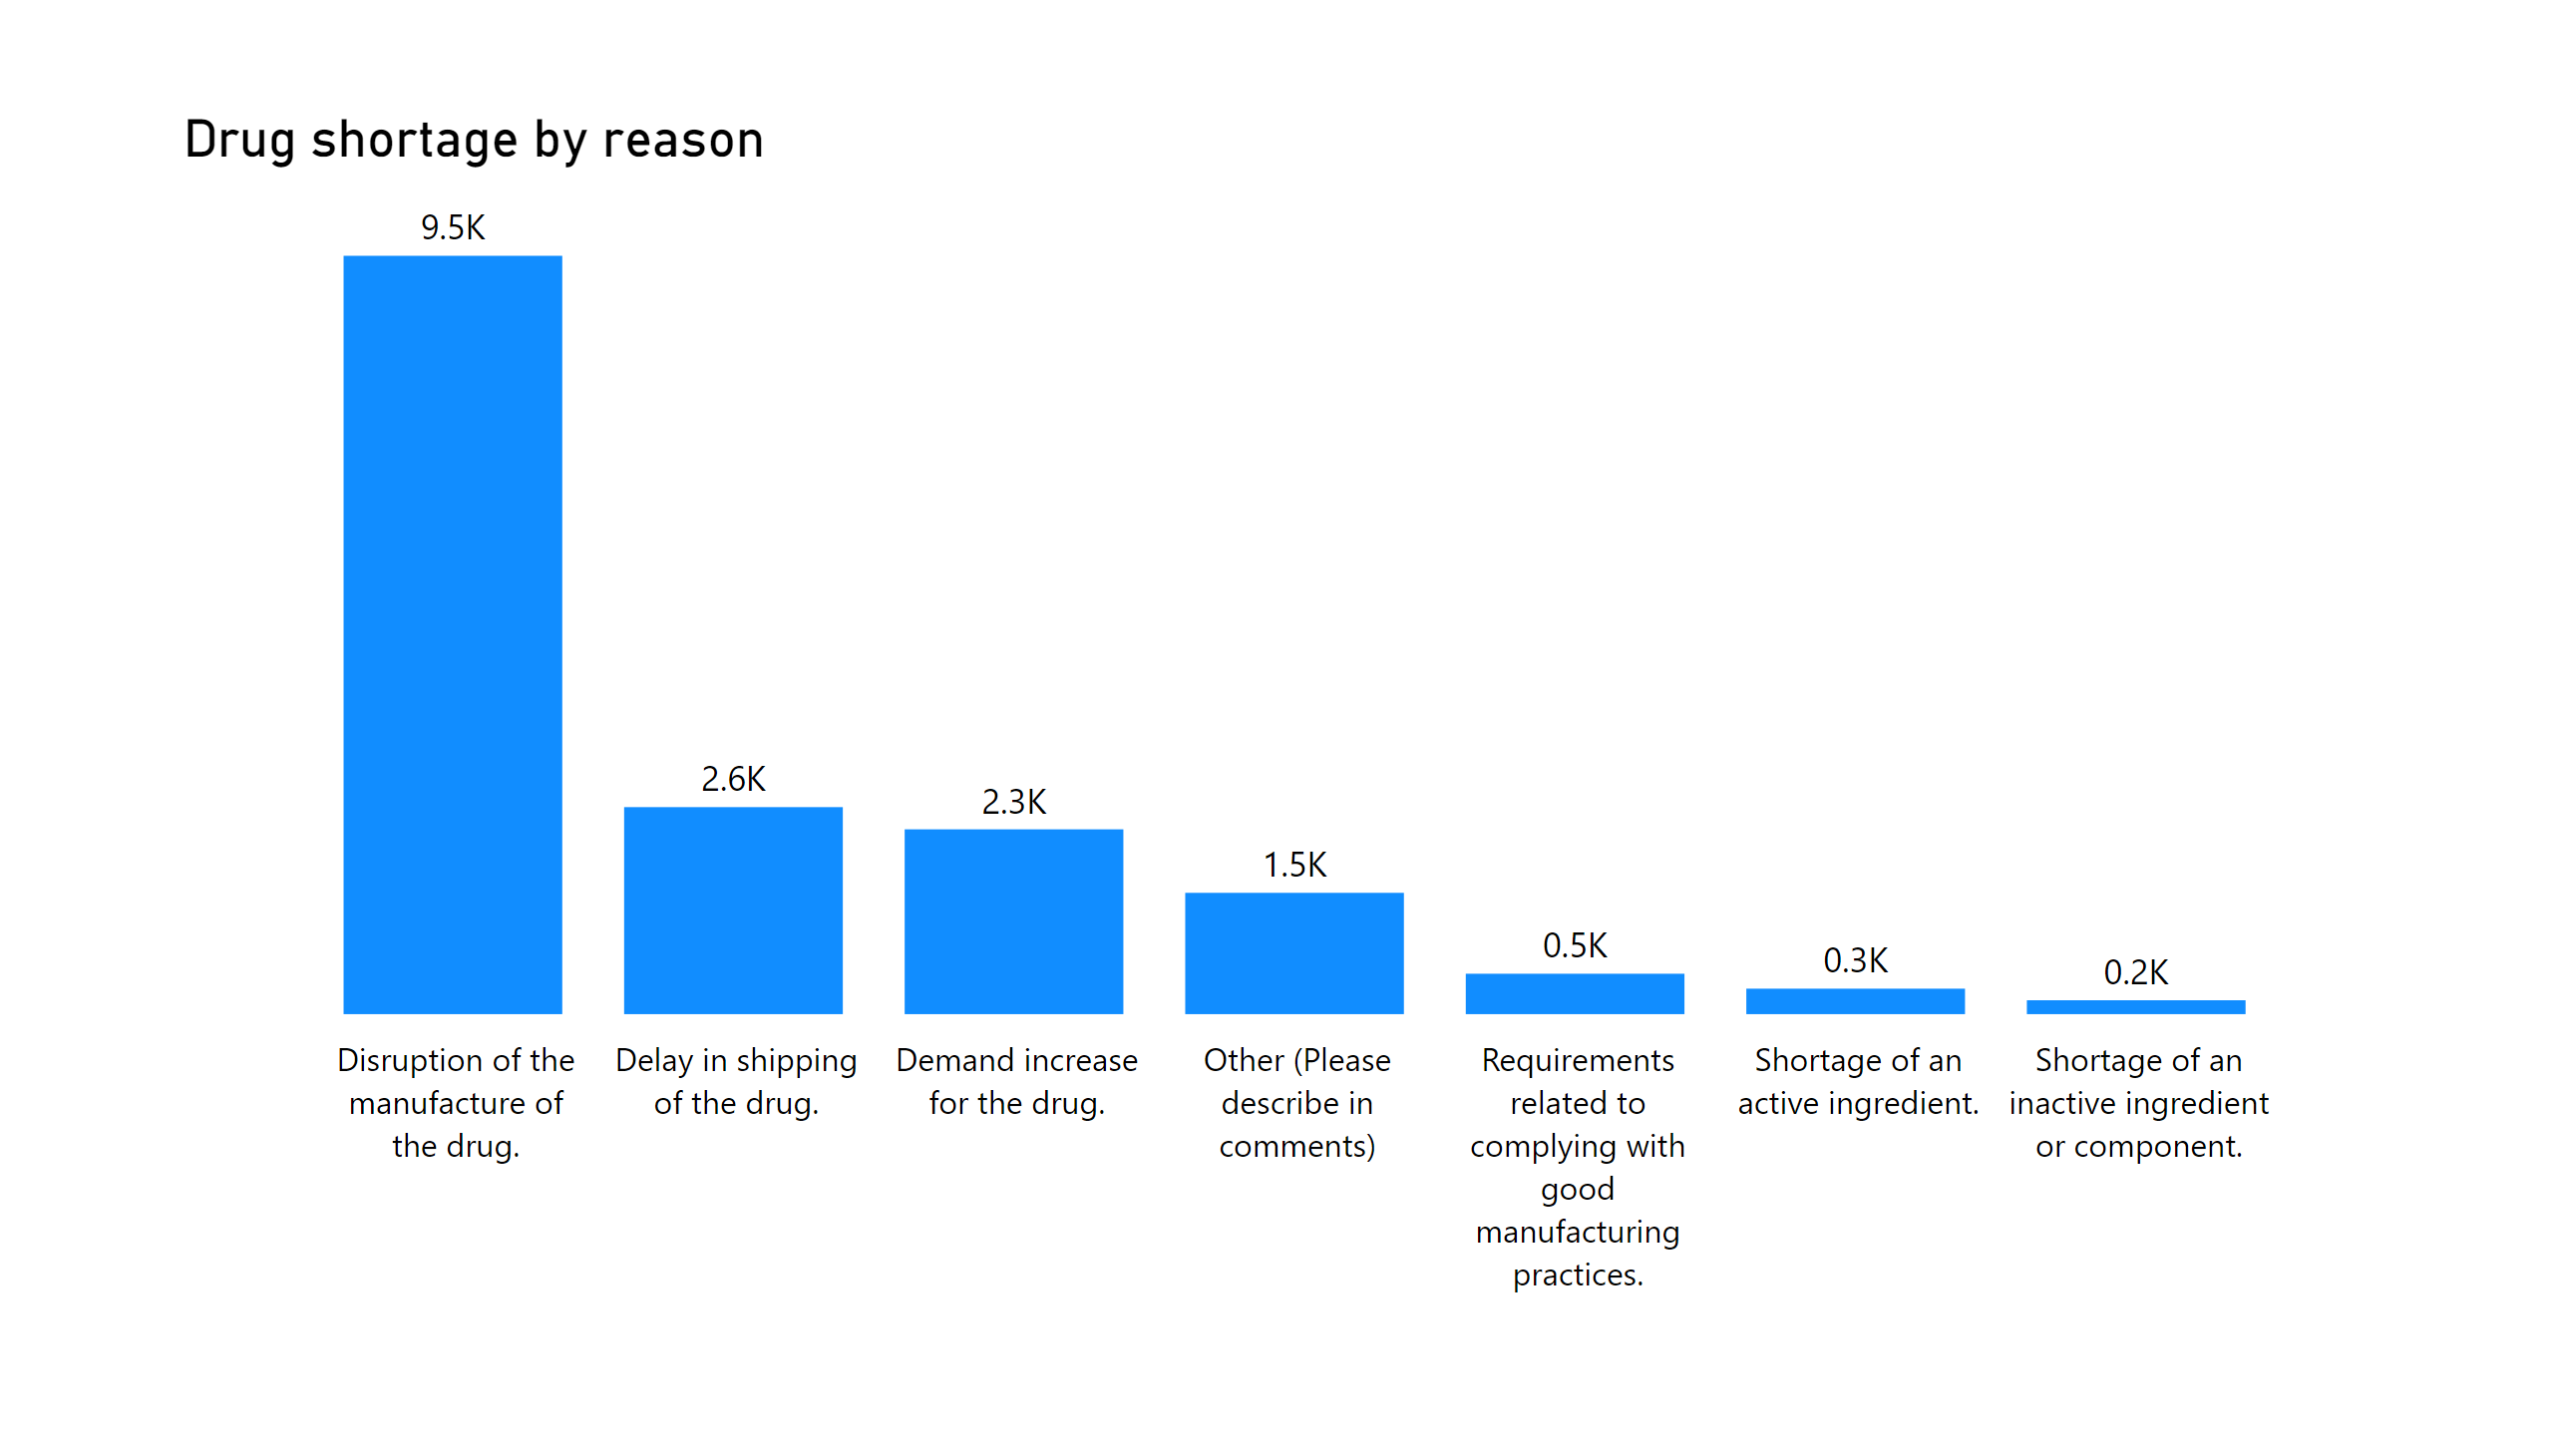 Drug shortage by reason
9.5K
2.6K
2.3K
1.5K
0.5K
0.3K
0.2K
Disruption of the
manufacture of
the drug.
Delay in shipping
of the drug.
Demand increase
for the drug.
Other (Please
describe in
comments)
Requirements
related to
complying with
good
manufacturing
practices.
Shortage of an
active ingredient.
Shortage of an
inactive ingredient
or component.